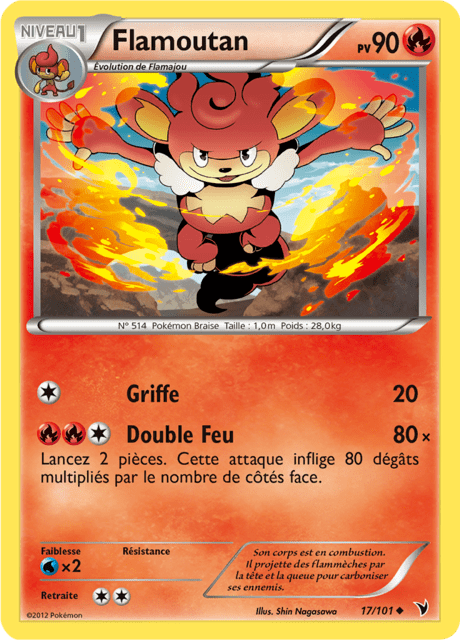 NIVEAU 1
Flamoutan
PV 90
Évolution de Flamajou
N° 514 Pokémon Braise Taille : 1,0m Poids : 28,0kg
Griffe 20
Double Feu 80×
Lancez 2 pièces. Cette attaque inflige 80 dégâts
multipliés par le nombre de côtés face.
Faiblesse Résistance
×2
Retraite
Son corps est en combustion.
Il projette des flammèches par
la tête et la queue pour carboniser
ses ennemis.
©2012 Pokémon
Illus. Shin Nagasawa
17/101